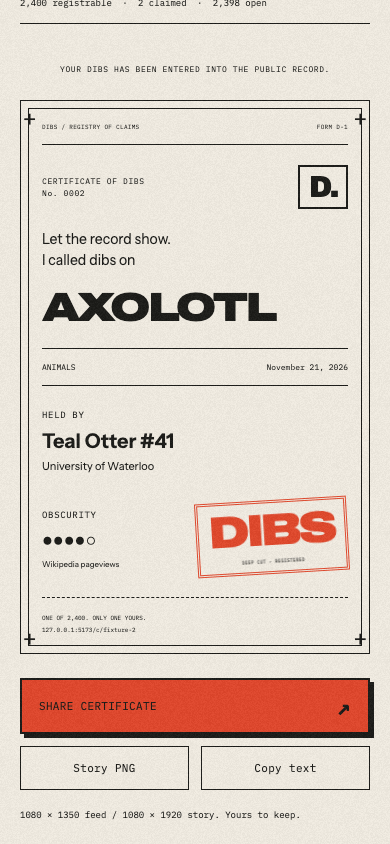 2,400 registrable · 2 claimed · 2,398 open
YOUR DIBS HAS BEEN ENTERED INTO THE PUBLIC RECORD.
DIBS / REGISTRY OF CLAIMS
FORM D-1
CERTIFICATE OF DIBS
No. 0002
D.
Let the record show.
I called dibs on
AXOLOTL
ANIMALS
November 21, 2026
HELD BY
Teal Otter #41
University of Waterloo
OBSCURITY
●●●●○
Wikipedia pageviews
DIBS
DEEP CUT · REGISTERED
ONE OF 2,400. ONLY ONE YOURS.
127.0.0.1:5173/c/fixture-2
SHARE CERTIFICATE ↗
Story PNG
Copy text
1080 × 1350 feed / 1080 × 1920 story. Yours to keep.